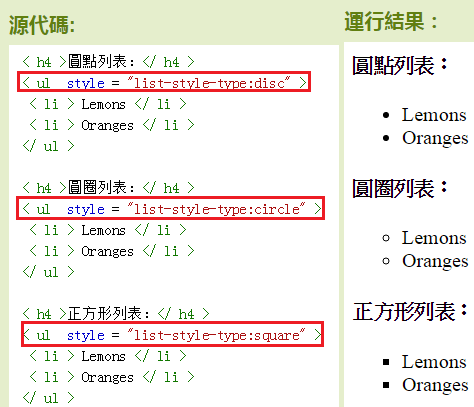 源代碼:
< h4 >圓點列表：</ h4 >
< ul  style = "list-style-type:disc" >
< li > Lemons </ li >
< li > Oranges </ li >
</ ul >
< h4 >圓圈列表：</ h4 >
< ul  style = "list-style-type:circle" >
< li > Lemons </ li >
< li > Oranges </ li >
</ ul >
< h4 >正方形列表：</ h4 >
< ul  style = "list-style-type:square" >
< li > Lemons </ li >
< li > Oranges </ li >
</ ul >
運行結果：
圓點列表：
• Lemons
• Oranges
圓圈列表：
○ Lemons
○ Oranges
正方形列表：
▪ Lemons
▪ Oranges